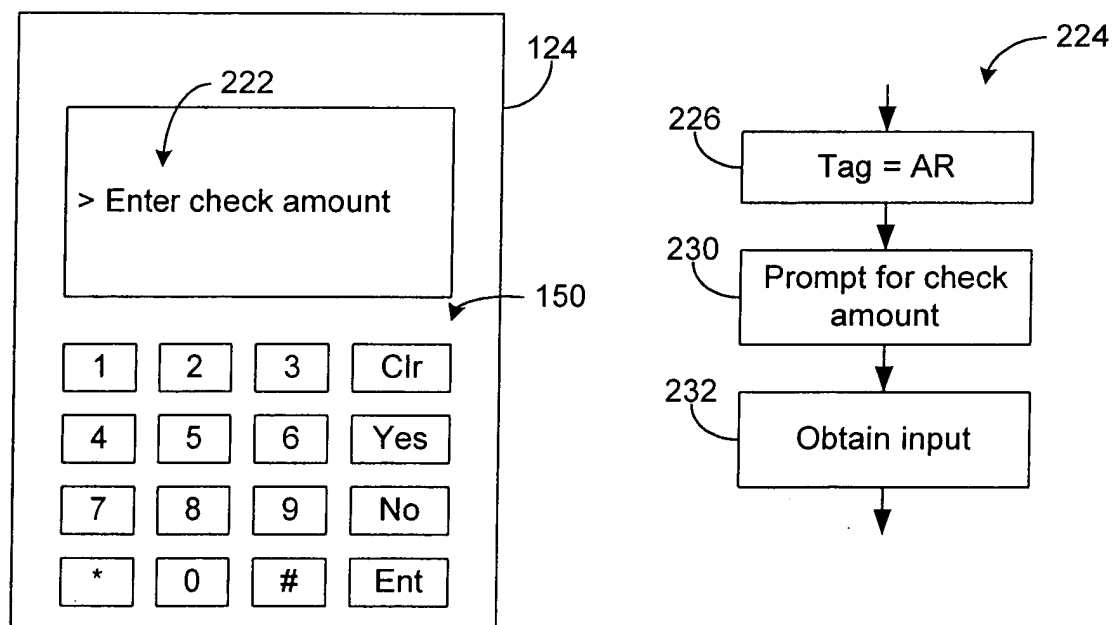 124
222
> Enter check amount
150
1 2 3 Clr
4 5 6 Yes
7 8 9 No
* 0 # Ent
224
226
Tag = AR
230
Prompt for check
amount
232
Obtain input